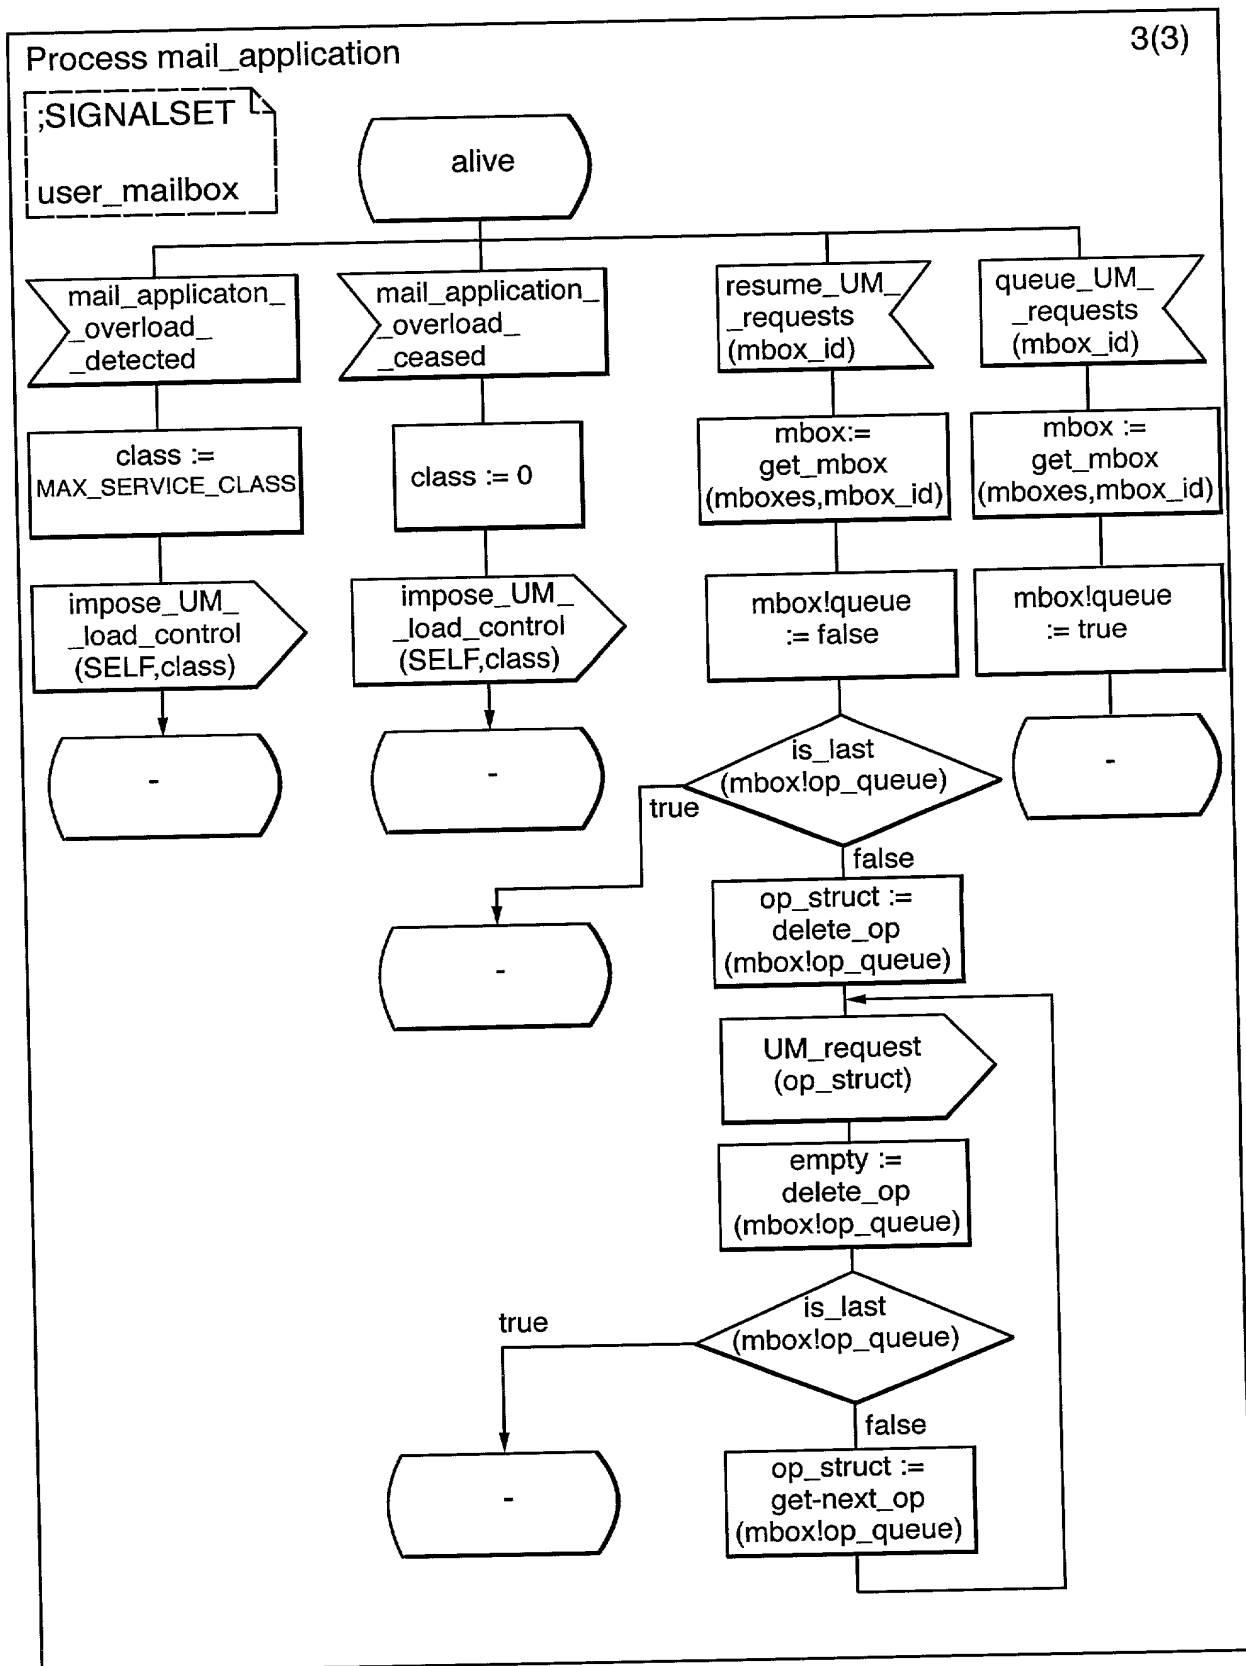 Process mail_application
3(3)
;SIGNALSET
user_mailbox
alive
mail_applicaton_
_overload_
_detected
class :=
MAX_SERVICE_CLASS
impose_UM_
_load_control
(SELF,class)
-
mail_application_
_overload_
_ceased
class := 0
impose_UM_
_load_control
(SELF,class)
-
resume_UM_
_requests
(mbox_id)
mbox:=
get_mbox
(mboxes,mbox_id)
mbox!queue
:= false
is_last
(mbox!op_queue)
true
-
false
op_struct :=
delete_op
(mbox!op_queue)
UM_request
(op_struct)
empty :=
delete_op
(mbox!op_queue)
is_last
(mbox!op_queue)
true
-
false
op_struct :=
get-next_op
(mbox!op_queue)
queue_UM_
_requests
(mbox_id)
mbox :=
get_mbox
(mboxes,mbox_id)
mbox!queue
:= true
-